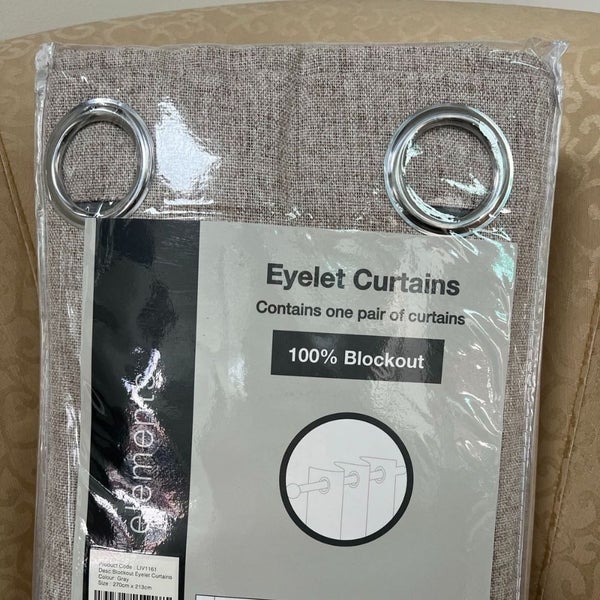 Eyelet Curtains
Contains one pair of curtains
100% Blockout
elements
Product Code : LIV1161
Desc:Blockout Eyelet Curtains
Colour: Gray
Size : 270cm x 213cm